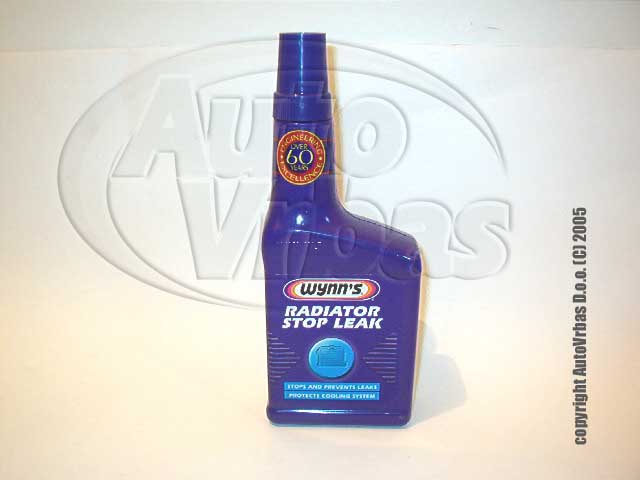 Auto
Vrbas
ENGINEERING
OVER
60
YEARS
EXCELLENCE
WYNN'S
RADIATOR
STOP LEAK
STOPS AND PREVENTS LEAKS
PROTECTS COOLING SYSTEM
copyright AutoVrbas D.o.o. (C) 2005